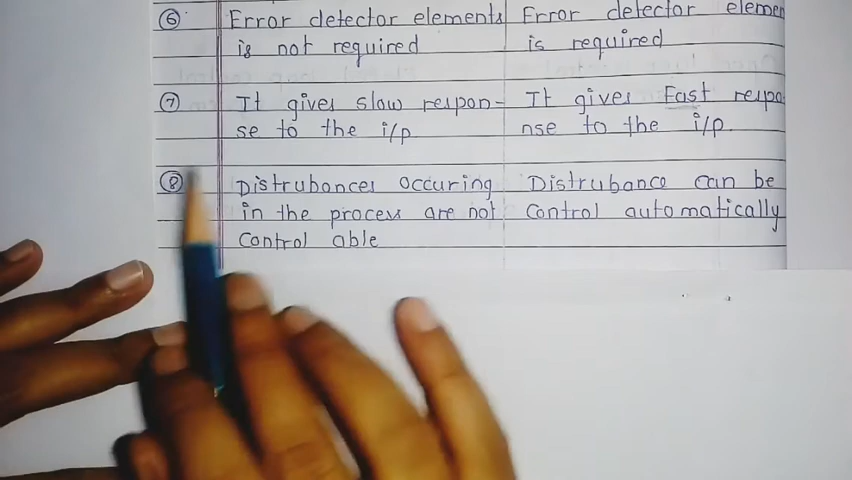 6 Error detector elements Error detector elemen
is not required is required
7 It gives slow respon- It gives Fast respo
se to the i/p nse to the i/p
8 Distrubances occuring Distrubance can be
in the process are not control automatically
control able